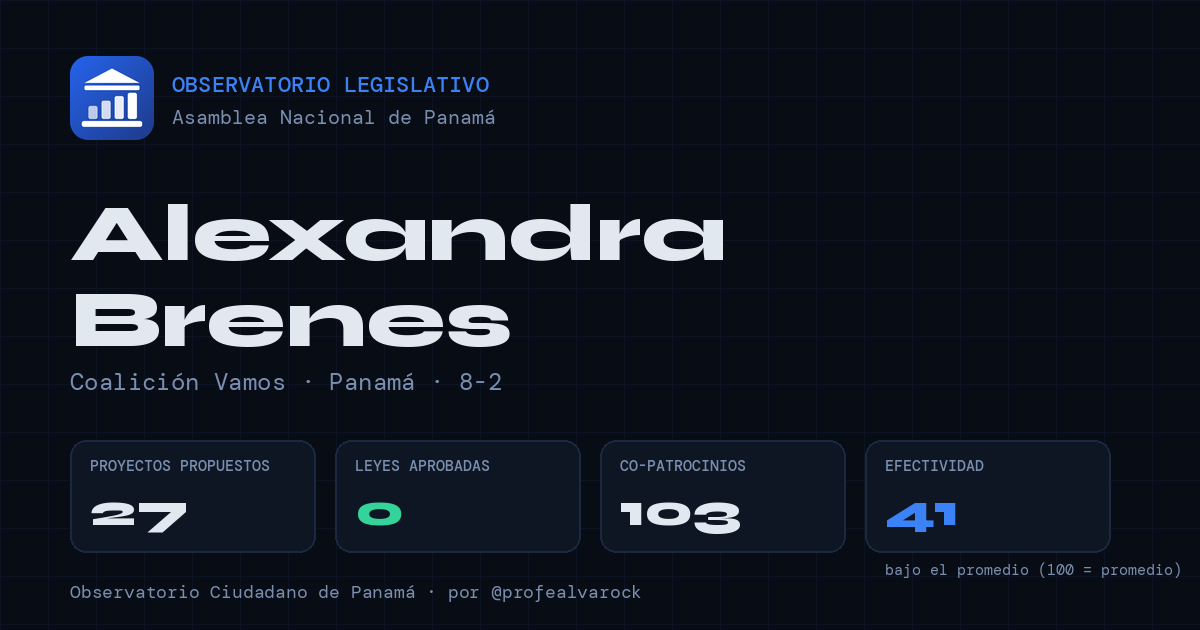 OBSERVATORIO LEGISLATIVO
Asamblea Nacional de Panamá
Alexandra
Brenes
Coalición Vamos · Panamá · 8-2
PROYECTOS PROPUESTOS
27
LEYES APROBADAS
0
CO-PATROCINIOS
103
EFECTIVIDAD
41
bajo el promedio (100 = promedio)
Observatorio Ciudadano de Panamá · por @profealvarock